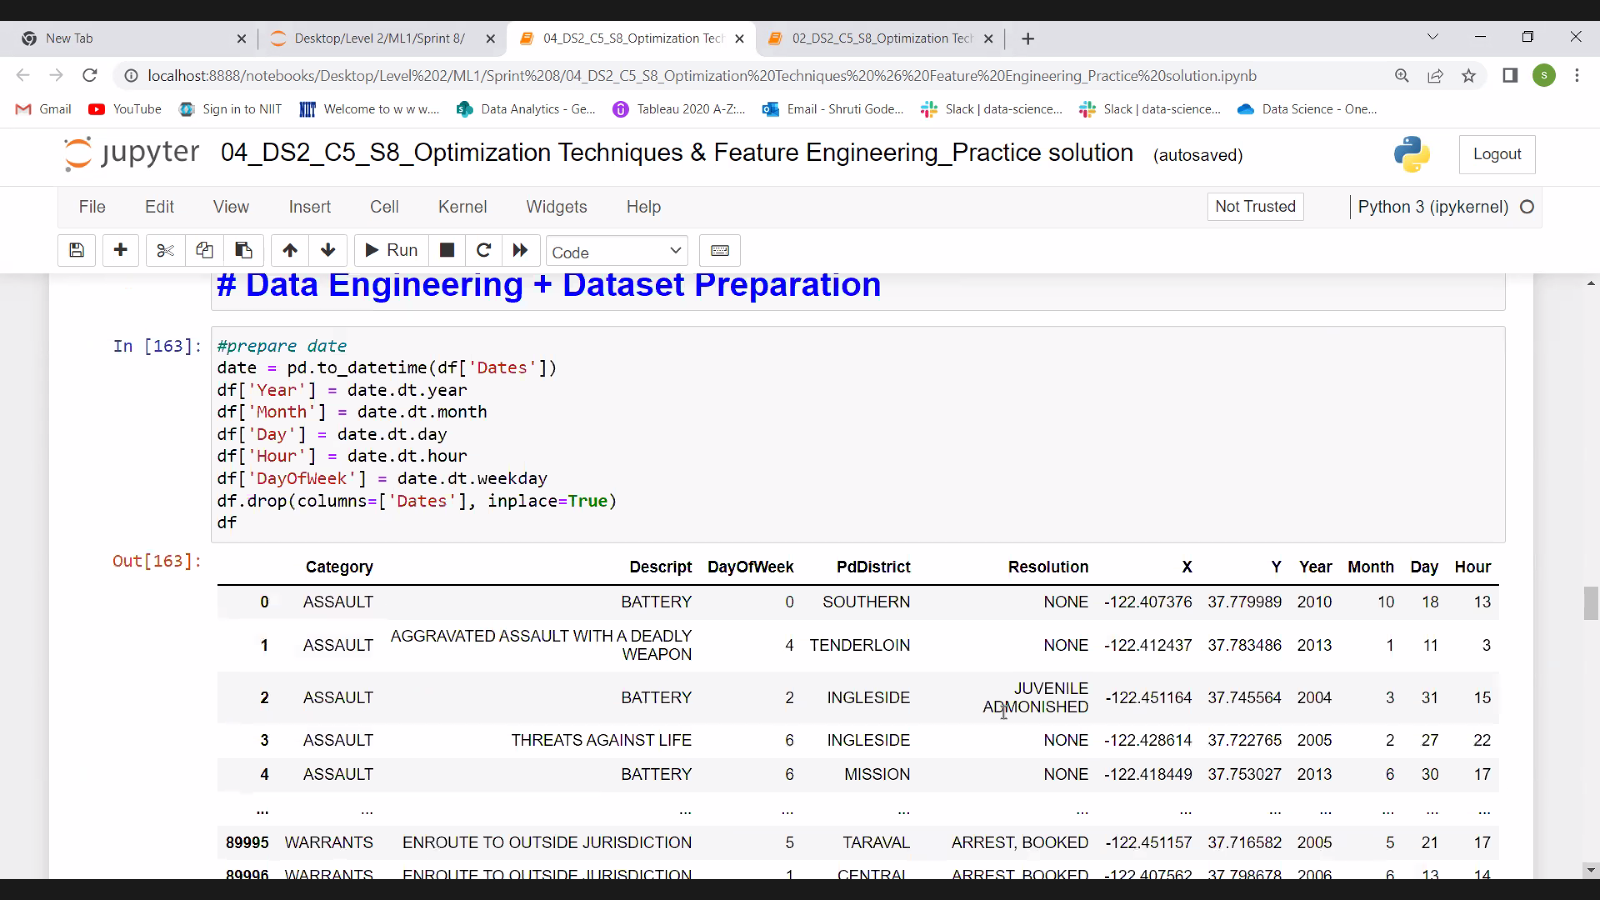 New Tab
Desktop/Level 2/ML1/Sprint 8/
04_DS2_C5_S8_Optimization Tech
02_DS2_C5_S8_Optimization Tech
localhost:8888/notebooks/Desktop/Level%202/ML1/Sprint%208/04_DS2_C5_S8_Optimization%20Techniques%20%26%20Feature%20Engineering_Practice%20solution.ipynb
S
Gmail
YouTube
Sign in to NIIT
Welcome to w w w....
Data Analytics - Ge...
Tableau 2020 A-Z:...
Email - Shruti Gode...
Slack | data-science...
Slack | data-science...
Data Science - One...
jupyter 04_DS2_C5_S8_Optimization Techniques & Feature Engineering_Practice solution (autosaved)
Logout
File Edit View Insert Cell Kernel Widgets Help
Not Trusted
Python 3 (ipykernel)
Run
Code
# Data Engineering + Dataset Preparation
In [163]:
#prepare date
date = pd.to_datetime(df['Dates'])
df['Year'] = date.dt.year
df['Month'] = date.dt.month
df['Day'] = date.dt.day
df['Hour'] = date.dt.hour
df['DayOfWeek'] = date.dt.weekday
df.drop(columns=['Dates'], inplace=True)
df
Out[163]:
Category Descript DayOfWeek PdDistrict Resolution X Y Year Month Day Hour
0 ASSAULT BATTERY 0 SOUTHERN NONE -122.407376 37.779989 2010 10 18 13
1 ASSAULT AGGRAVATED ASSAULT WITH A DEADLY WEAPON 4 TENDERLOIN NONE -122.412437 37.783486 2013 1 11 3
2 ASSAULT BATTERY 2 INGLESIDE JUVENILE ADMONISHED -122.451164 37.745564 2004 3 31 15
3 ASSAULT THREATS AGAINST LIFE 6 INGLESIDE NONE -122.428614 37.722765 2005 2 27 22
4 ASSAULT BATTERY 6 MISSION NONE -122.418449 37.753027 2013 6 30 17
... ... ... ... ... ... ... ... ... ... ... ...
89995 WARRANTS ENROUTE TO OUTSIDE JURISDICTION 5 TARAVAL ARREST, BOOKED -122.451157 37.716582 2005 5 21 17
89996 WARRANTS ENROUTE TO OUTSIDE JURISDICTION 1 CENTRAL ARREST, BOOKED -122.407562 37.798678 2006 6 13 14